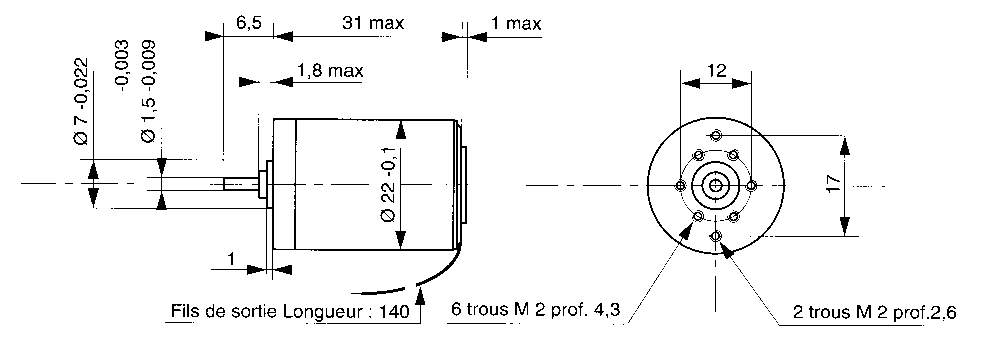 6,5
31 max
1 max
1,8 max
12
Ø 7 -0,022
-0,003
Ø 1,5 -0,009
Ø 22 -0,1
17
1
Fils de sortie Longueur : 140
6 trous M 2 prof. 4,3
2 trous M 2 prof.2,6